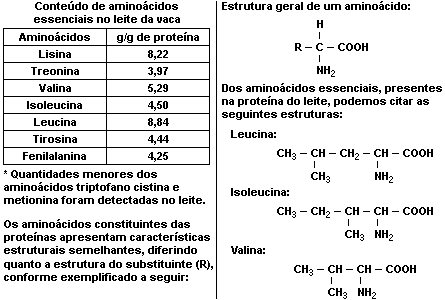 Conteúdo de aminoácidos
essenciais no leite da vaca
Aminoácidos g/g de proteína
Lisina 8,22
Treonina 3,97
Valina 5,29
Isoleucina 4,50
Leucina 8,84
Tirosina 4,44
Fenilalanina 4,25
* Quantidades menores dos
aminoácidos triptofano cistina e
metionina foram detectadas no leite.
Os aminoácidos constituintes das
proteínas apresentam características
estruturais semelhantes, diferindo
quanto a estrutura do substituinte (R),
conforme exemplificado a seguir:
Estrutura geral de um aminoácido:
H
R – C – COOH
NH2
Dos aminoácidos essenciais, presentes
na proteína do leite, podemos citar as
seguintes estruturas:
Leucina:
CH3 – CH – CH2 – CH – COOH
CH3 NH2
Isoleucina:
CH3 – CH2 – CH – CH – COOH
CH3 NH2
Valina:
CH3 – CH – CH – COOH
CH3 NH2